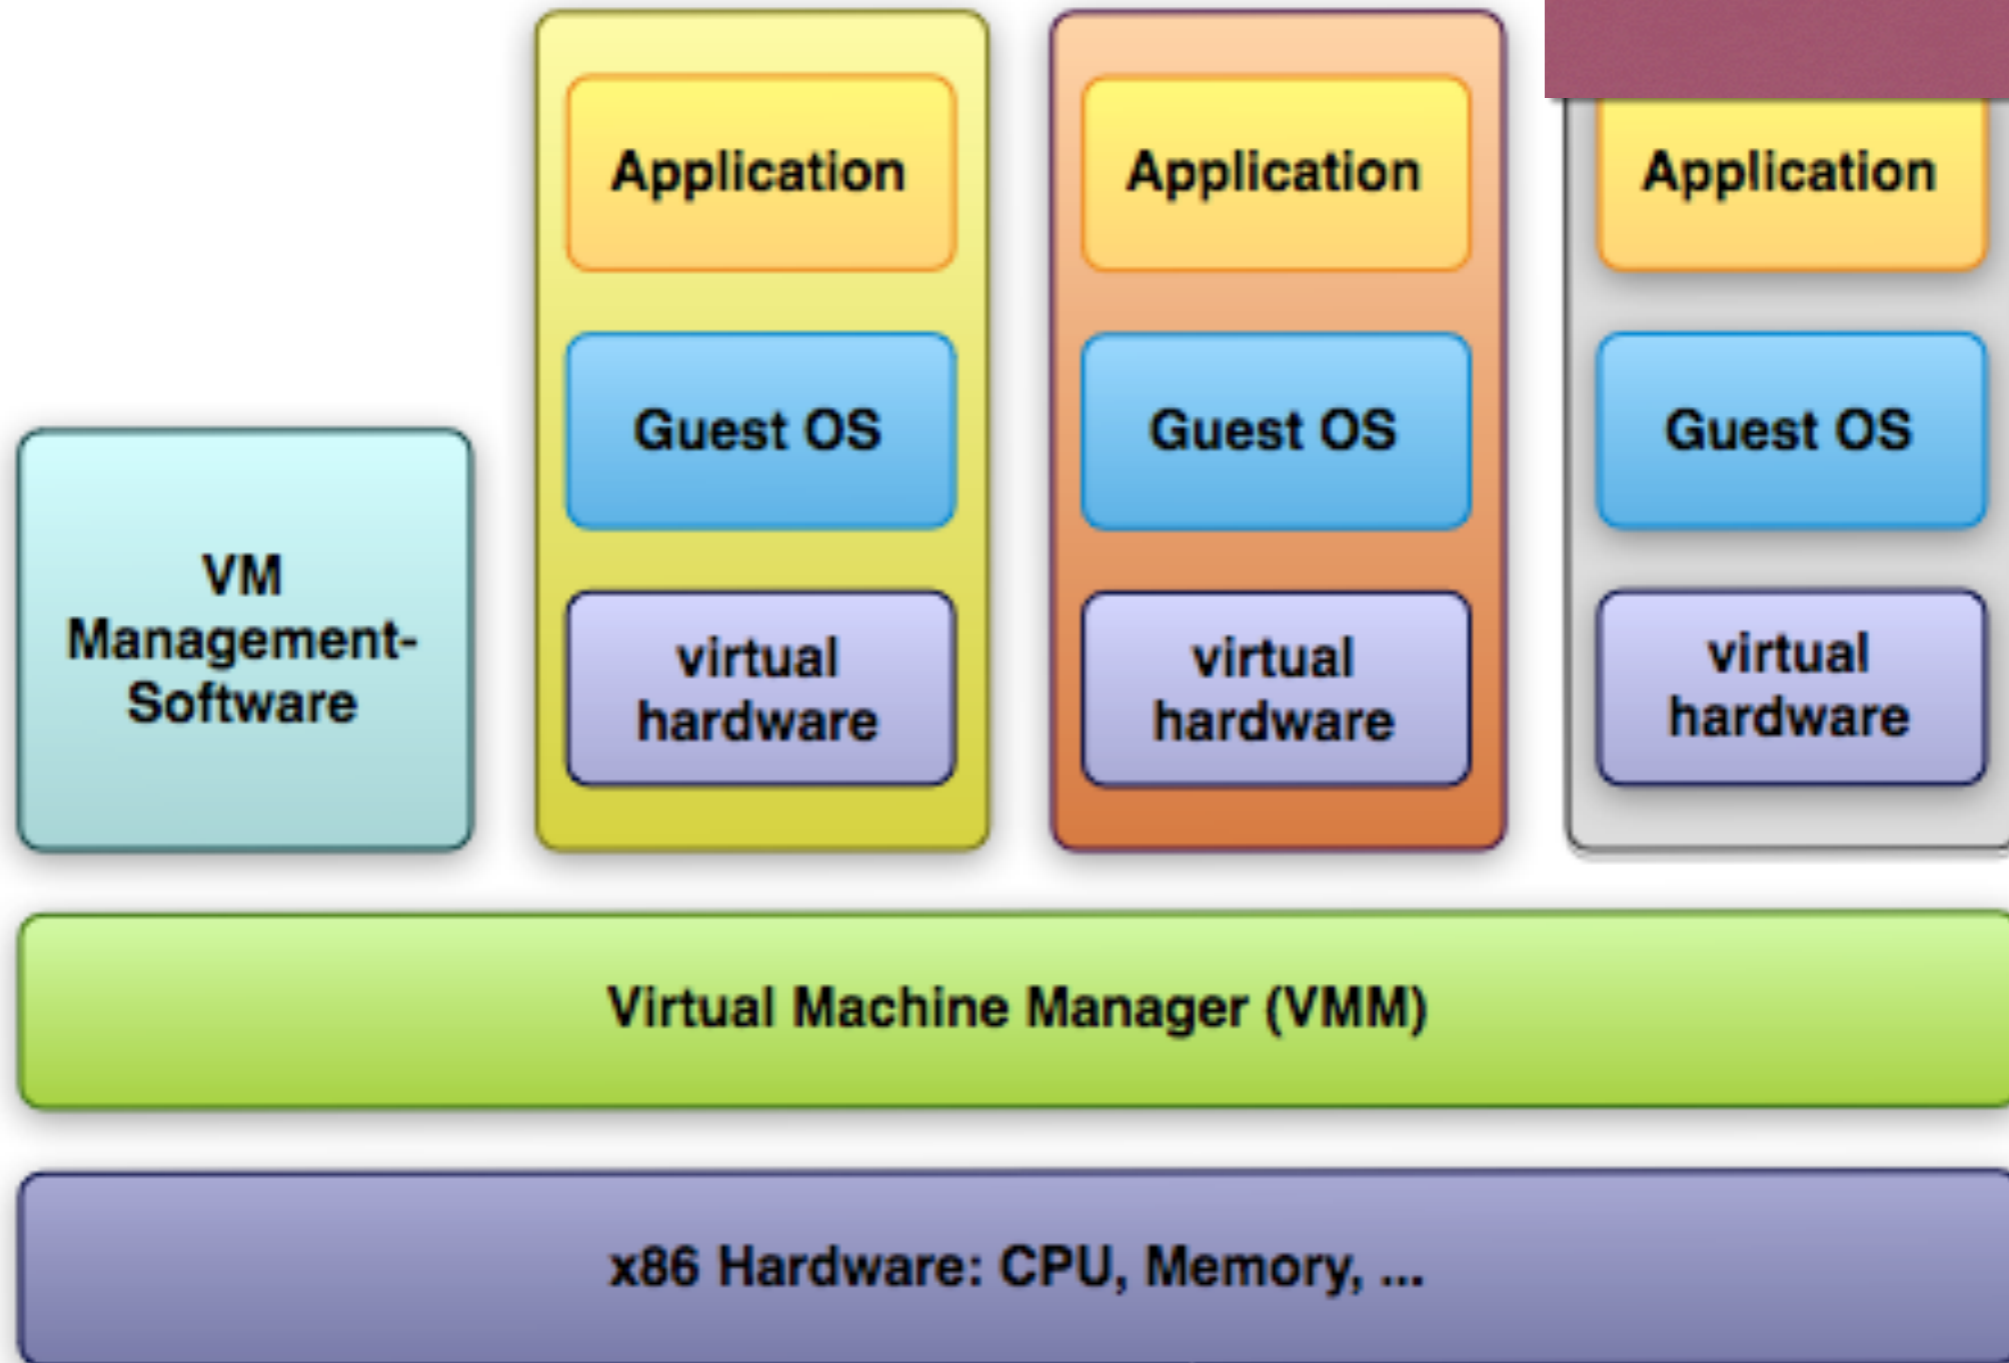 Application
Application
Application
Guest OS
Guest OS
Guest OS
VM
Management-
Software
virtual
hardware
virtual
hardware
virtual
hardware
Virtual Machine Manager (VMM)
x86 Hardware: CPU, Memory, ...